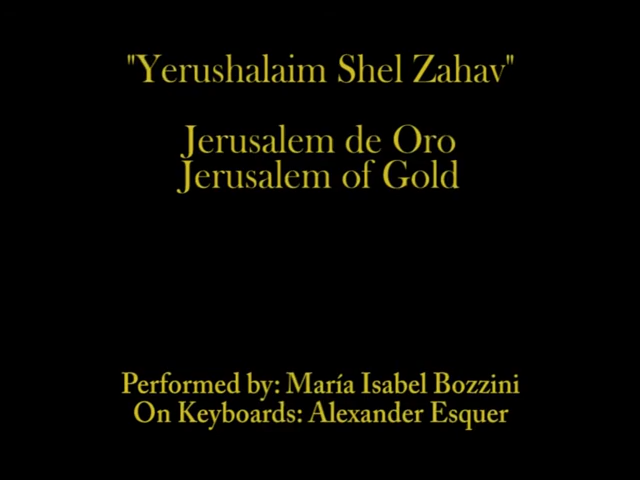 "Yerushalaim Shel Zahav"
Jerusalem de Oro
Jerusalem of Gold
Performed by: María Isabel Bozzini
On Keyboards: Alexander Esquer